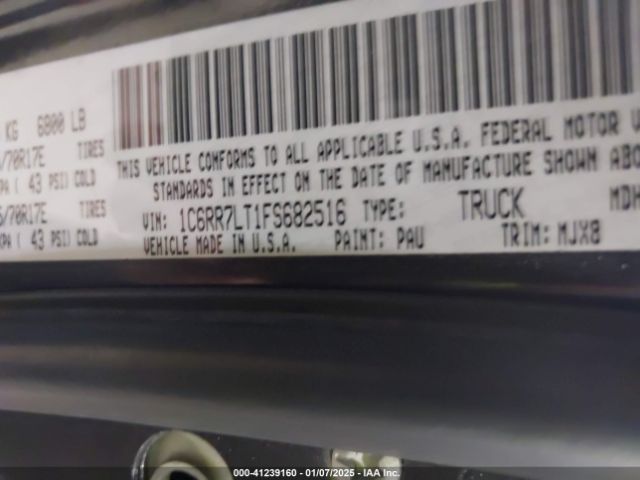 KG 6800 LB
/70R17E TIRES
KPA ( 43 PSI) COLD
/70R17E TIRES
KPA ( 43 PSI) COLD
THIS VEHICLE CONFORMS TO ALL APPLICABLE U.S.A. FEDERAL MOTOR
STANDARDS IN EFFECT ON THE DATE OF MANUFACTURE SHOWN ABO
VIN: 1C6RR7LT1FS682516 TYPE: TRUCK MDH
VEHICLE MADE IN U.S.A. PAINT: PAU TRIM: MJX8
000-41239160 - 01/07/2025 - IAA Inc.